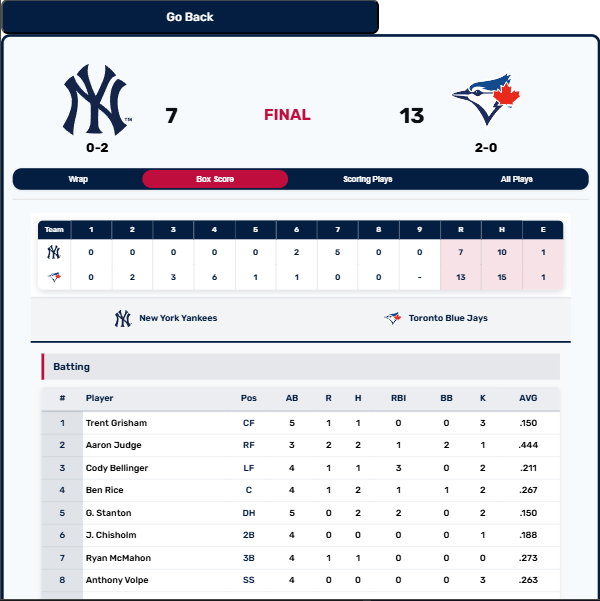 Go Back
TM
7 FINAL 13
0-2 2-0
Wrap Box Score Scoring Plays All Plays
Team 1 2 3 4 5 6 7 8 9 R H E
0 0 0 0 0 2 5 0 0 7 10 1
0 2 3 6 1 1 0 0 - 13 15 1
New York Yankees Toronto Blue Jays
Batting
# Player Pos AB R H RBI BB K AVG
1 Trent Grisham CF 5 1 1 0 0 3 .150
2 Aaron Judge RF 3 2 2 1 2 1 .444
3 Cody Bellinger LF 4 1 1 3 0 2 .211
4 Ben Rice C 4 1 2 1 1 2 .267
5 G. Stanton DH 5 0 2 2 0 2 .150
6 J. Chisholm 2B 4 0 0 0 0 1 .188
7 Ryan McMahon 3B 4 1 1 0 0 0 .273
8 Anthony Volpe SS 4 0 0 0 0 3 .263